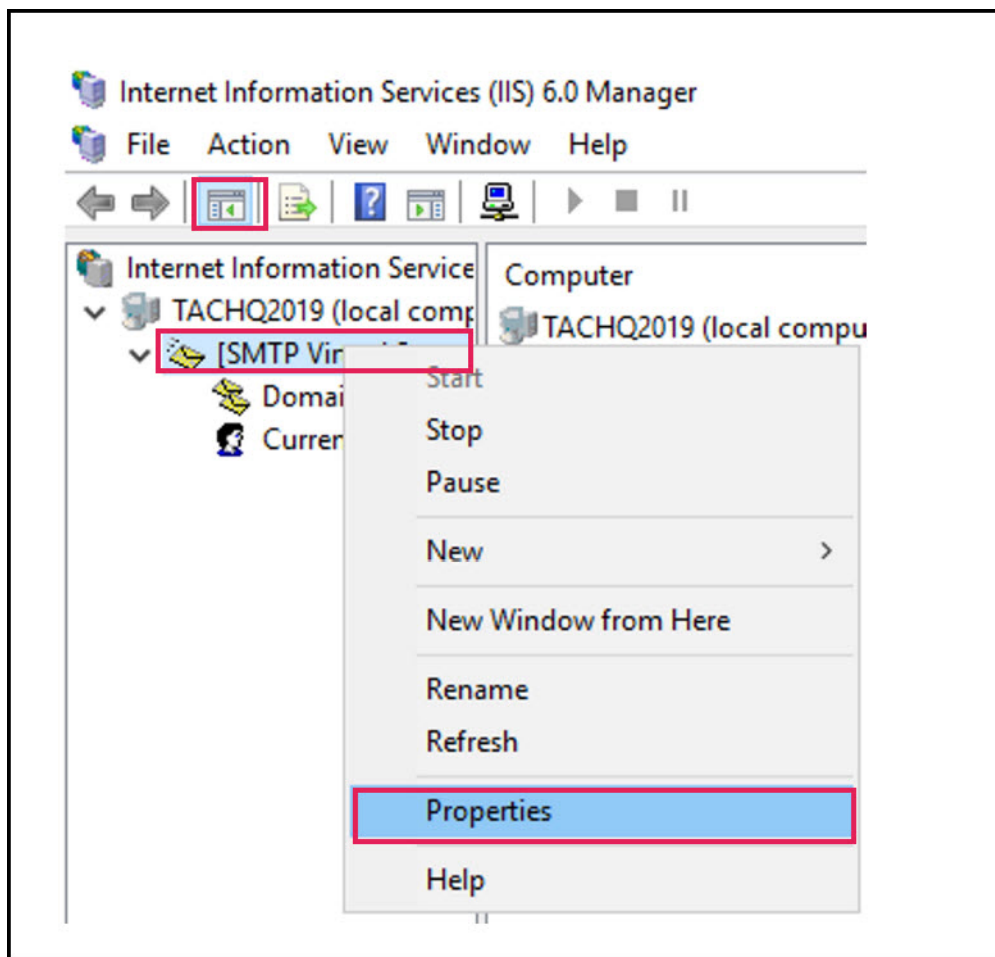 Internet Information Services (IIS) 6.0 Manager
File Action View Window Help
Internet Information Service
TACHQ2019 (local comp
[SMTP Vir
Domai
Curren
Computer
TACHQ2019 (local compu
Start
Stop
Pause
New
New Window from Here
Rename
Refresh
Properties
Help